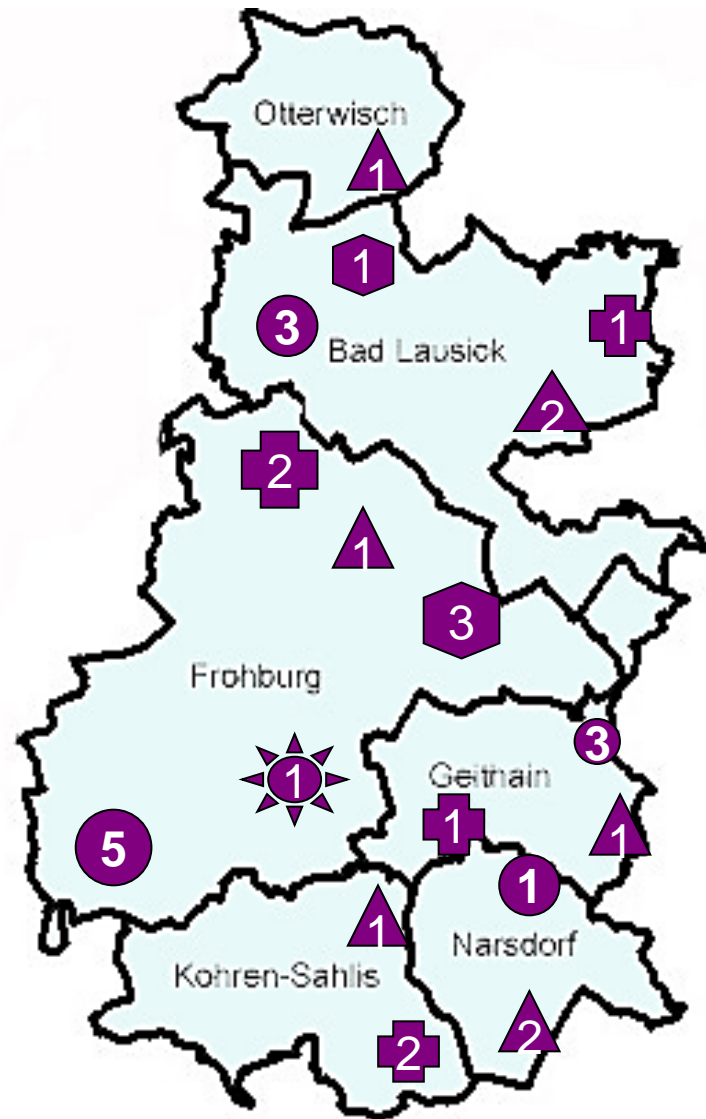 Otterwisch
1
1
3
1
Bad Lausick
2
2
1
3
Frohburg
3
1
Geithain
1
1
5
1
1
Narsdorf
Kohren-Sahlis
2
2